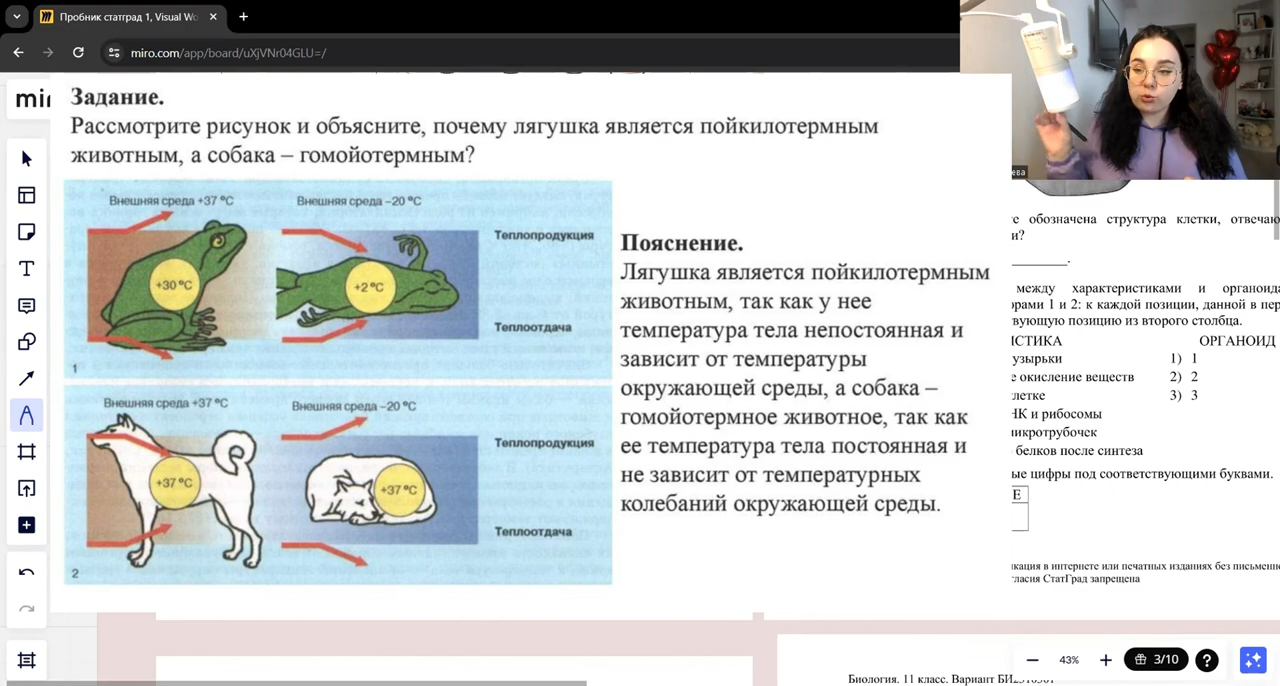 Пробник статград 1, Visual Wo
miro.com/app/board/uXjVNr04GLU=/
Задание.
Рассмотрите рисунок и объясните, почему лягушка является пойкилотермным
животным, а собака – гомойотермным?
Внешняя среда +37 °С
Внешняя среда –20 °С
Теплопродукция
+30 °С
+2 °С
Теплоотдача
1
Внешняя среда +37 °С
Внешняя среда –20 °С
Теплопродукция
+37 °С
+37 °С
Теплоотдача
2
Пояснение.
Лягушка является пойкилотермным
животным, так как у нее
температура тела непостоянная и
зависит от температуры
окружающей среды, а собака –
гомойотермное животное, так как
ее температура тела постоянная и
не зависит от температурных
колебаний окружающей среды.
обозначена структура клетки, отвечаю
и?
между характеристиками и органоида
рами 1 и 2: к каждой позиции, данной в пер
вующую позицию из второго столбца.
ИСТИКА ОРГАНОИД
узырьки 1) 1
е окисление веществ 2) 2
летке 3) 3
НК и рибосомы
микротрубочек
белков после синтеза
ые цифры под соответствующими буквами.
Е
икация в интернете или печатных изданиях без письменн
гласия СтатГрад запрещена
43%
3/10
Биология. 11 класс. Вариант